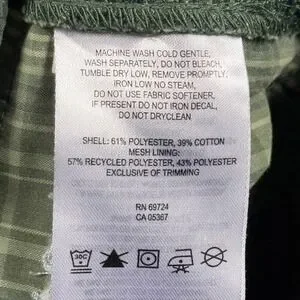 MACHINE WASH COLD GENTLE,
WASH SEPARATELY, DO NOT BLEACH,
TUMBLE DRY LOW, REMOVE PROMPTLY,
IRON LOW NO STEAM,
DO NOT USE FABRIC SOFTENER,
IF PRESENT DO NOT IRON DECAL,
DO NOT DRYCLEAN
SHELL: 61% POLYESTER, 39% COTTON
MESH LINING:
57% RECYCLED POLYESTER, 43% POLYESTER
EXCLUSIVE OF TRIMMING
RN 69724
CA 05367
30C